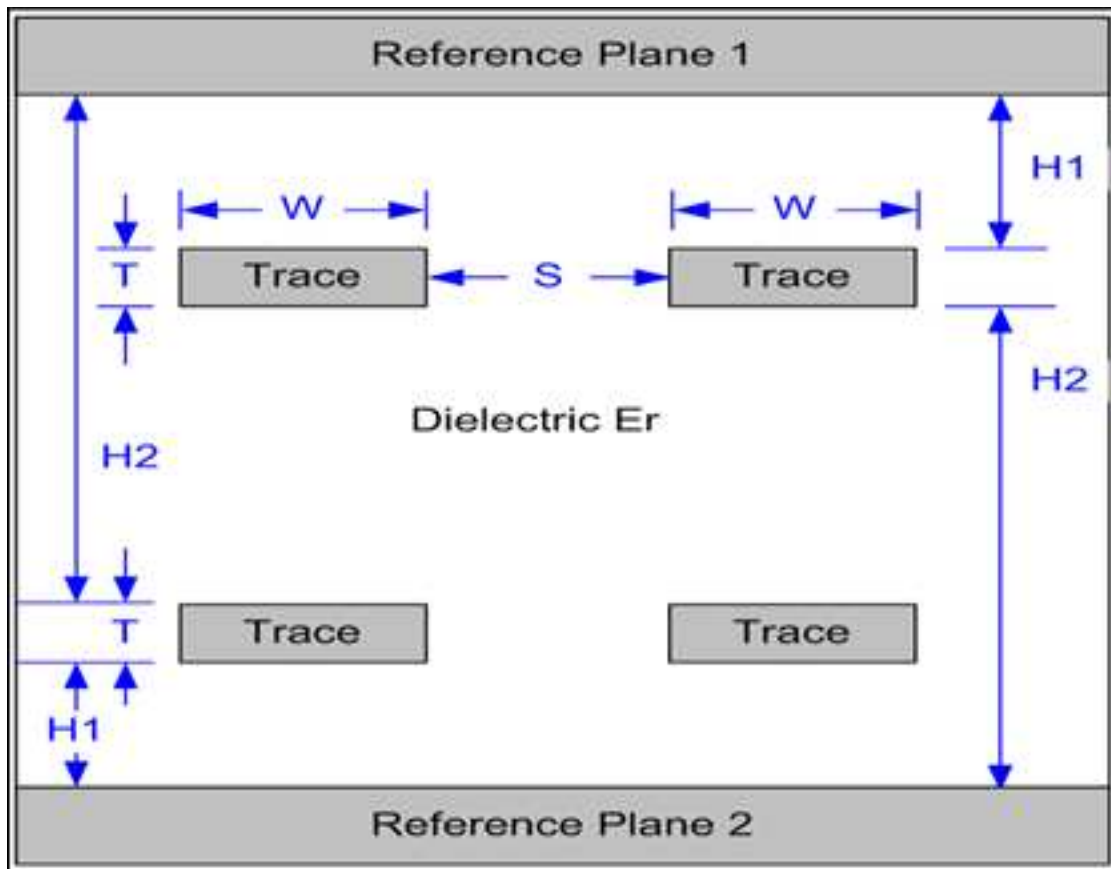 Reference Plane 1
H1
W
W
T
Trace
S
Trace
H2
Dielectric Er
H2
T
Trace
Trace
H1
Reference Plane 2